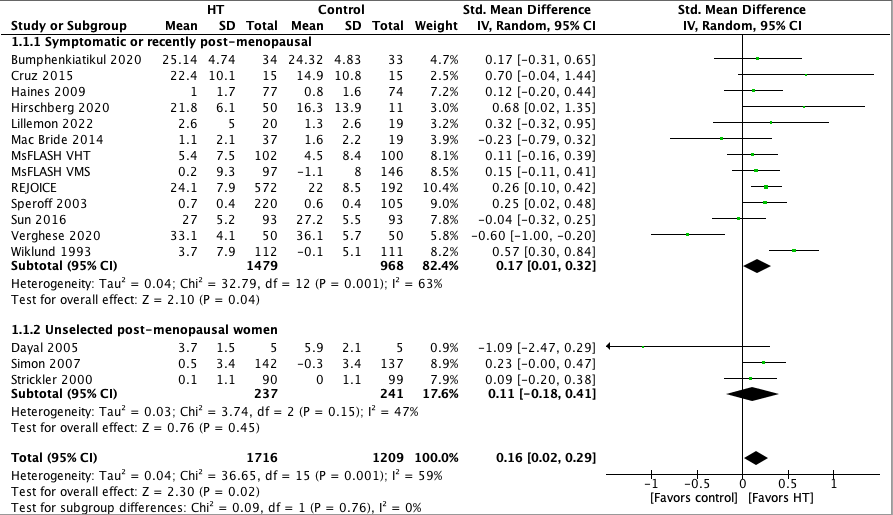 HT Control Std. Mean Difference Std. Mean Difference
Study or Subgroup Mean SD Total Mean SD Total Weight IV, Random, 95% CI IV, Random, 95% CI
1.1.1 Symptomatic or recently post-menopausal
Bumphenkiatikul 2020 25.14 4.74 34 24.32 4.83 33 4.7% 0.17 [-0.31, 0.65]
Cruz 2015 22.4 10.1 15 14.9 10.8 15 2.5% 0.70 [-0.04, 1.44]
Haines 2009 1 1.7 77 0.8 1.6 74 7.2% 0.12 [-0.20, 0.44]
Hirschberg 2020 21.8 6.1 50 16.3 13.9 11 3.0% 0.68 [0.02, 1.35]
Lillemon 2022 2.6 5 20 1.3 2.6 19 3.2% 0.32 [-0.32, 0.95]
Mac Bride 2014 1.1 2.1 37 1.6 2.2 19 3.9% -0.23 [-0.79, 0.32]
MsFLASH VHT 5.4 7.5 102 4.5 8.4 100 8.2% 0.11 [-0.16, 0.39]
MsFLASH VMS 0.2 9.3 97 -1.1 8 146 8.6% 0.15 [-0.11, 0.41]
REJOICE 24.1 7.9 572 22 8.5 192 10.4% 0.26 [0.10, 0.42]
Speroff 2003 0.7 0.4 220 0.6 0.4 105 9.0% 0.25 [0.02, 0.48]
Sun 2016 27 5.2 93 27.2 5.5 93 7.8% -0.04 [-0.32, 0.25]
Verghese 2020 33.1 4.1 50 36.1 5.7 50 5.8% -0.60 [-1.00, -0.20]
Wiklund 1993 3.7 7.9 112 -0.1 5.1 111 8.2% 0.57 [0.30, 0.84]
Subtotal (95% CI) 1479 968 82.4% 0.17 [0.01, 0.32]
Heterogeneity: Tau² = 0.04; Chi² = 32.79, df = 12 (P = 0.001); I² = 63%
Test for overall effect: Z = 2.10 (P = 0.04)
1.1.2 Unselected post-menopausal women
Dayal 2005 3.7 1.5 5 5.9 2.1 5 0.9% -1.09 [-2.47, 0.29]
Simon 2007 0.5 3.4 142 -0.3 3.4 137 8.9% 0.23 [-0.00, 0.47]
Strickler 2000 0.1 1.1 90 0 1.1 99 7.9% 0.09 [-0.20, 0.38]
Subtotal (95% CI) 237 241 17.6% 0.11 [-0.18, 0.41]
Heterogeneity: Tau² = 0.03; Chi² = 3.74, df = 2 (P = 0.15); I² = 47%
Test for overall effect: Z = 0.76 (P = 0.45)
Total (95% CI) 1716 1209 100.0% 0.16 [0.02, 0.29]
Heterogeneity: Tau² = 0.04; Chi² = 36.65, df = 15 (P = 0.001); I² = 59%
Test for overall effect: Z = 2.30 (P = 0.02)
Test for subgroup differences: Chi² = 0.09, df = 1 (P = 0.76), I² = 0%
-1 -0.5 0 0.5 1
[Favors control] [Favors HT]